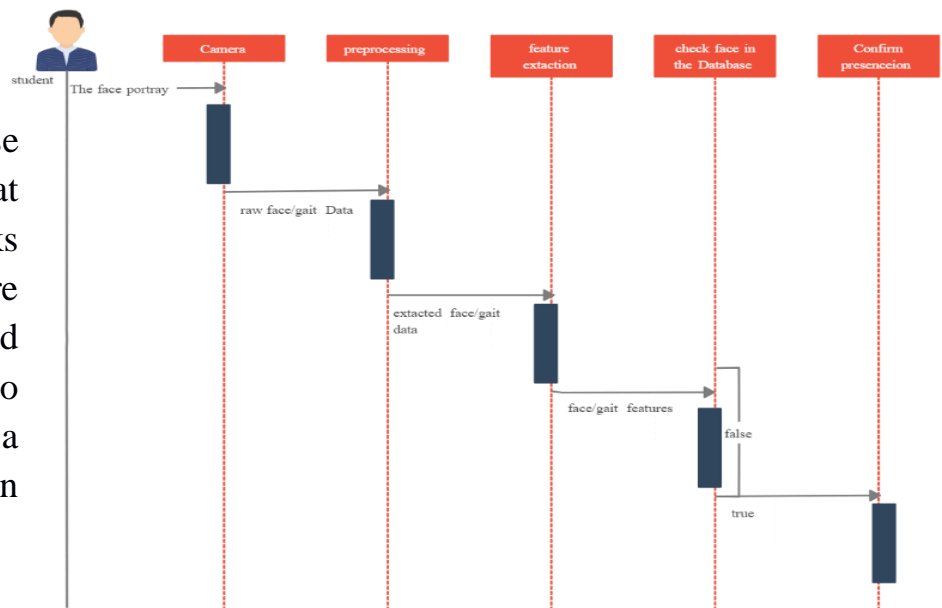 Camera
preprocessing
feature
extaction
check face in
the Database
Confirm
presenceion
student
The face portray
raw face/gait Data
extacted face/gait
data
face/gait features
false
true
se
at
ks
re
d
o
a
n